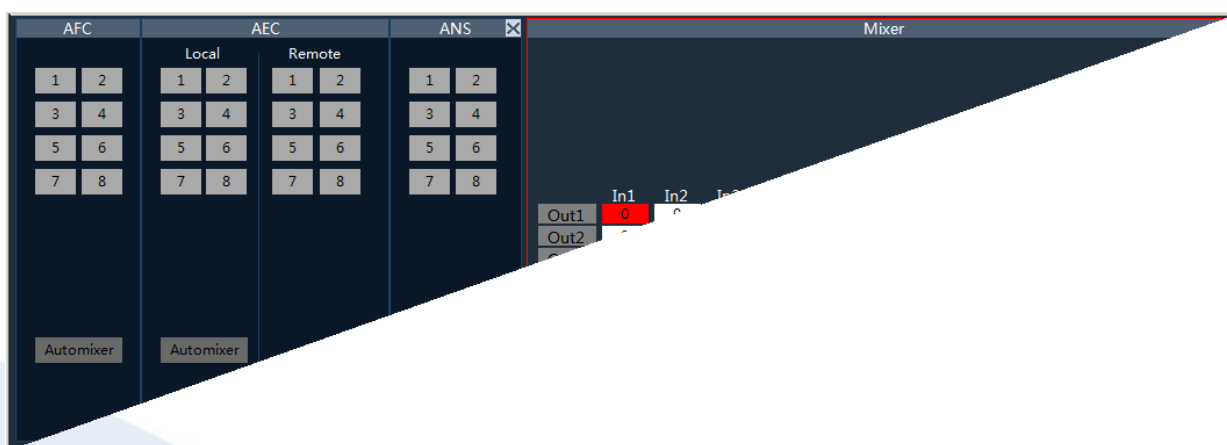 AFC AEC ANS Mixer
Local Remote
1 2 1 2 1 2 1 2
3 4 3 4 3 4 3 4
5 6 5 6 5 6 5 6
7 8 7 8 7 8 7 8
In1 In2
Out1 0
Out2
Automixer Automixer